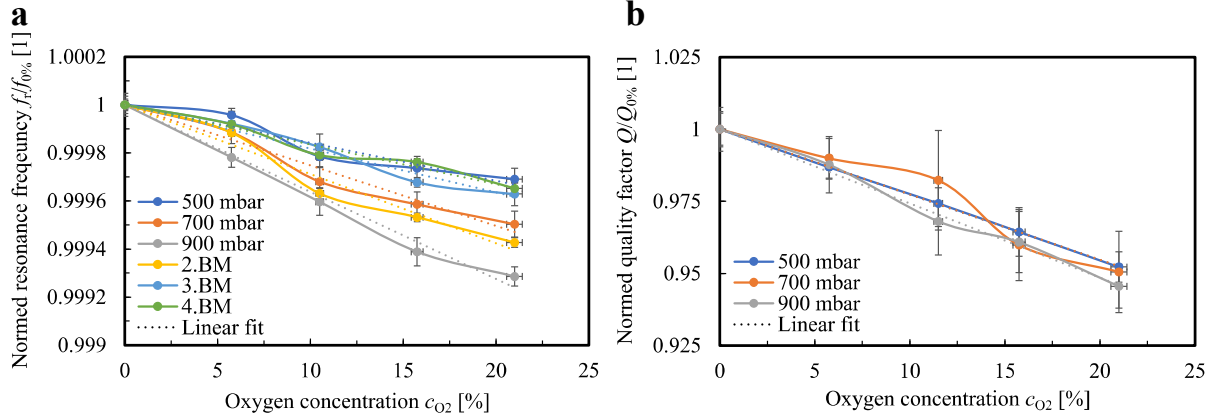 a
Normed resonance freqcuncy fr/f0% [1]
1.0002
1
0.9998
0.9996
0.9994
0.9992
0.999
500 mbar
700 mbar
900 mbar
2.BM
3.BM
4.BM
Linear fit
0
5
10
15
20
25
Oxygen concentration cO2 [%]
b
Normed quality factor Q/Q0% [1]
1.025
1
0.975
0.95
0.925
500 mbar
700 mbar
900 mbar
Linear fit
0
5
10
15
20
25
Oxygen concentration cO2 [%]